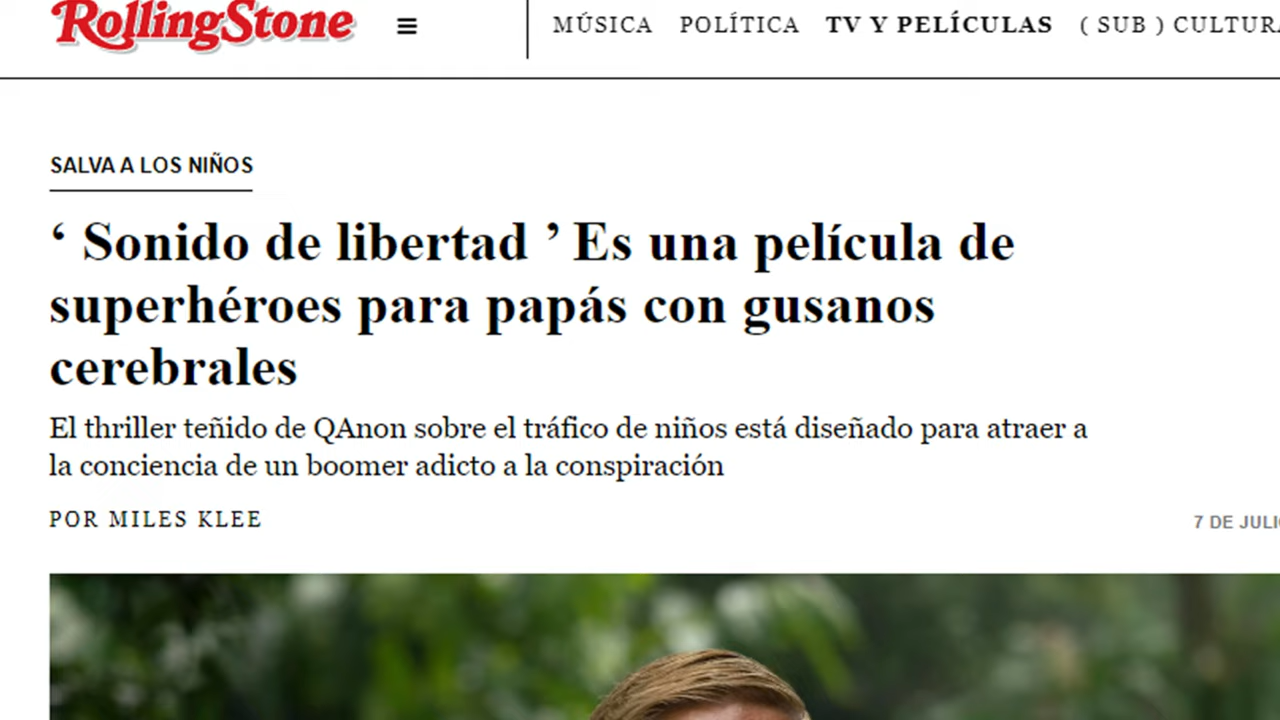 RollingStone
MÚSICA POLÍTICA TV Y PELÍCULAS ( SUB ) CULTURA
SALVA A LOS NIÑOS
‘ Sonido de libertad ’ Es una película de
superhéroes para papás con gusanos
cerebrales
El thriller teñido de QAnon sobre el tráfico de niños está diseñado para atraer a
la conciencia de un boomer adicto a la conspiración
POR MILES KLEE
7 DE JULI